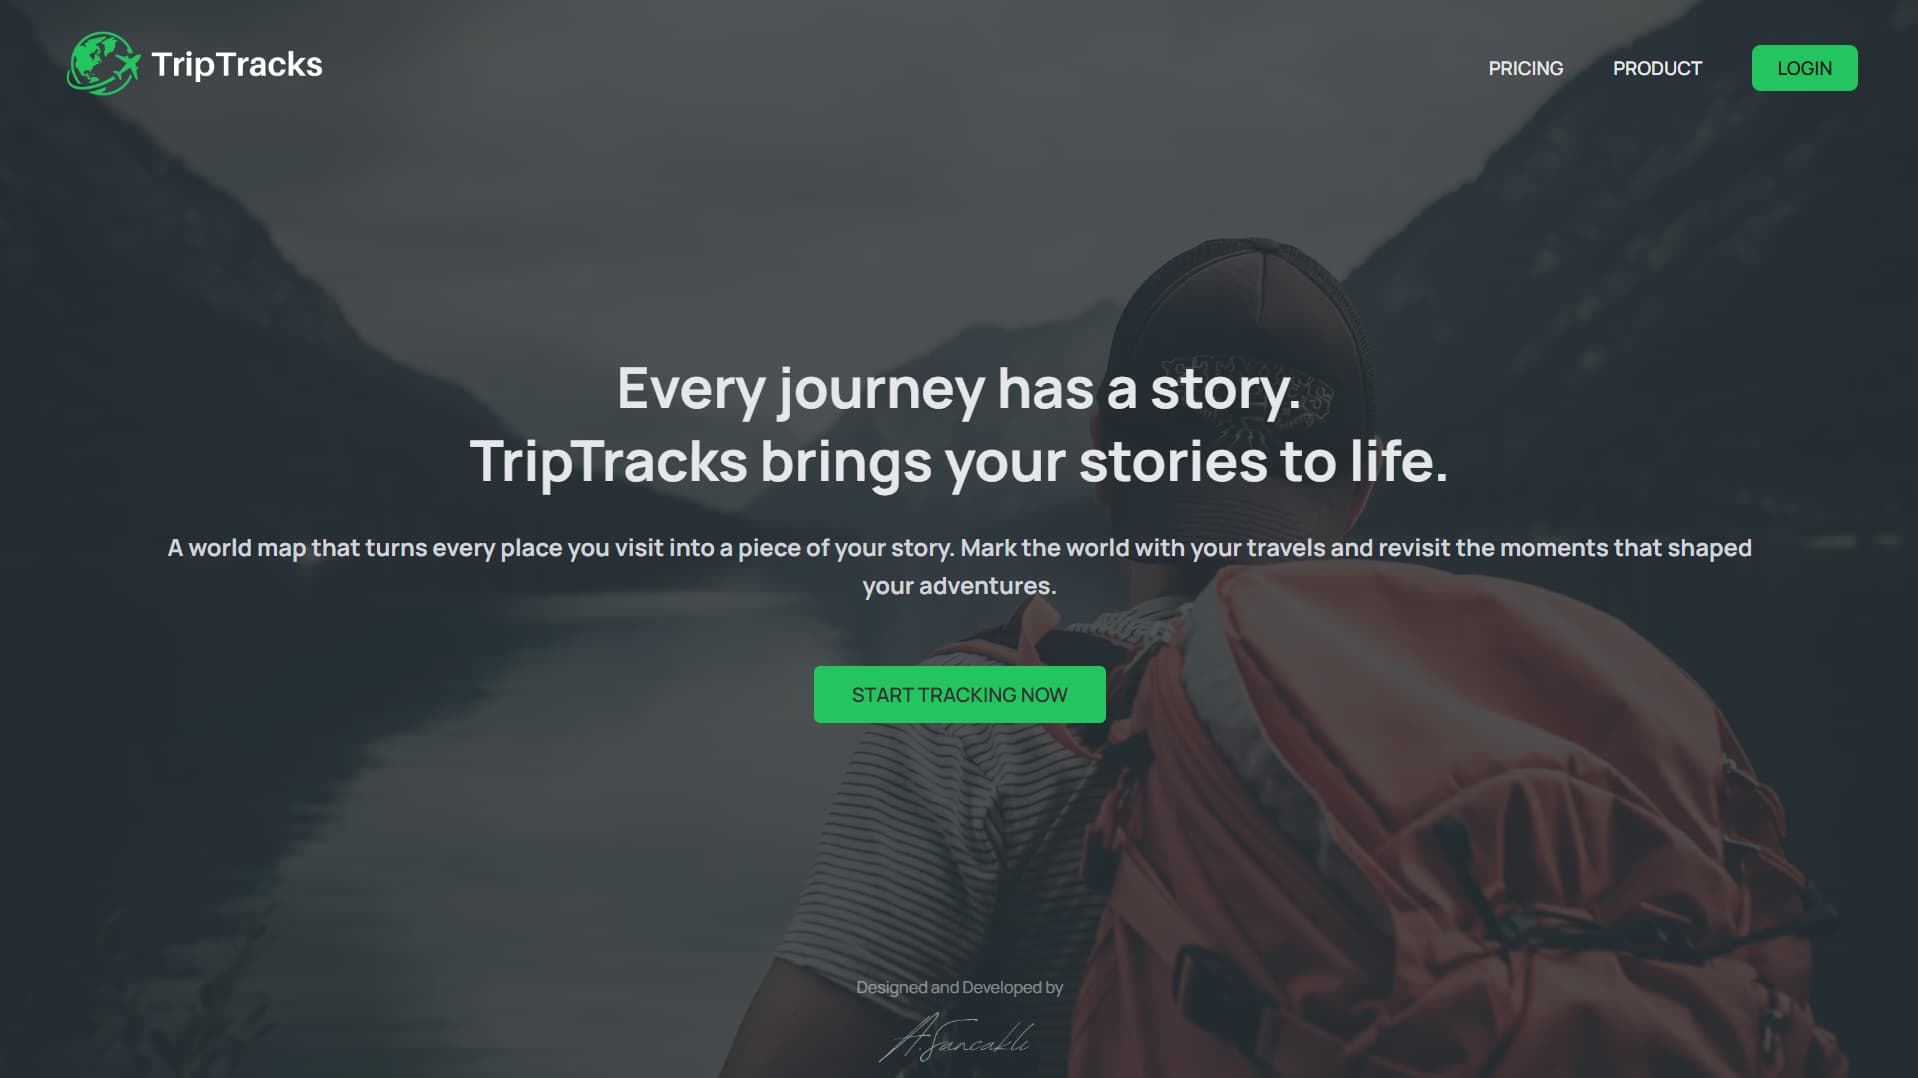 TripTracks
PRICING
PRODUCT
LOGIN
Every journey has a story.
TripTracks brings your stories to life.
A world map that turns every place you visit into a piece of your story. Mark the world with your travels and revisit the moments that shaped
your adventures.
START TRACKING NOW
Designed and Developed by
A.Sancaklı